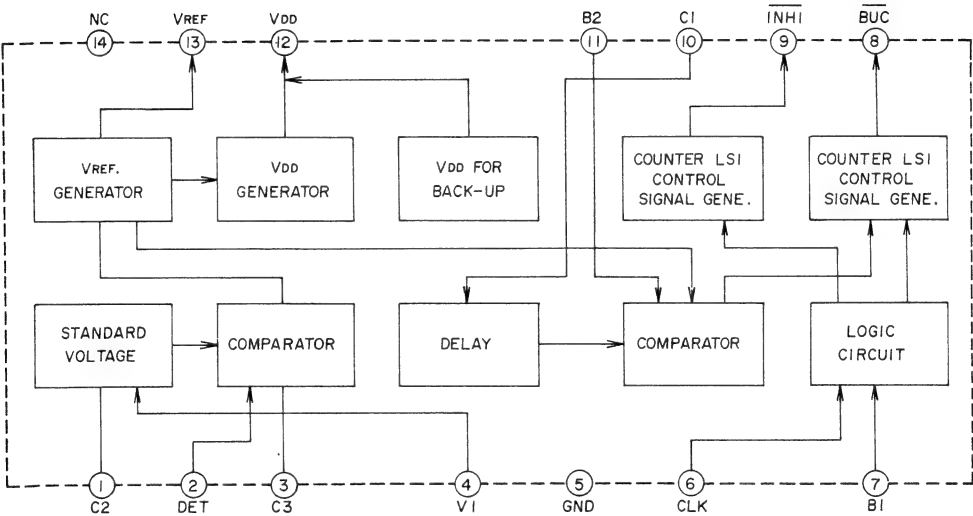 NC VREF VDD B2 C1 INH1 BUC
14 13 12 11 10 9 8
VREF. GENERATOR
VDD GENERATOR
VDD FOR BACK-UP
COUNTER LSI CONTROL SIGNAL GENE.
COUNTER LSI CONTROL SIGNAL GENE.
STANDARD VOLTAGE
COMPARATOR
DELAY
COMPARATOR
LOGIC CIRCUIT
1 2 3 4 5 6 7
C2 DET C3 V1 GND CLK B1